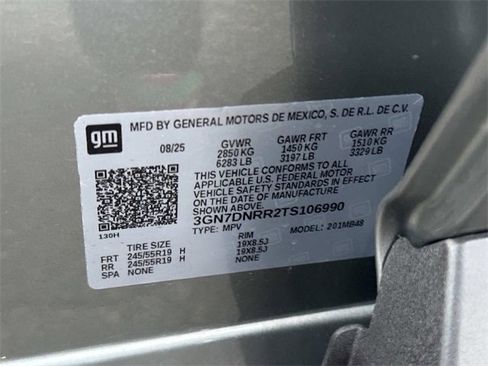 gm
MFD BY GENERAL MOTORS DE MEXICO, S. DE R.L. DE C.V.
08/25 GVWR GAWR FRT GAWR RR
2850 KG 1450 KG 1510 KG
6283 LB 3197 LB 3329 LB
THIS VEHICLE CONFORMS TO ALL
APPLICABLE U.S. FEDERAL MOTOR
VEHICLE SAFETY STANDARDS IN EFFECT
ON THE DATE OF MANUFACTURE SHOWN ABOVE.
3GN7DNRR2TS106990
TYPE: MPV MODEL: 201MB48
130H
TIRE SIZE RIM
FRT 245/55R19 H 19X8.5J
RR 245/55R19 H 19X8.5J
SPA NONE NONE